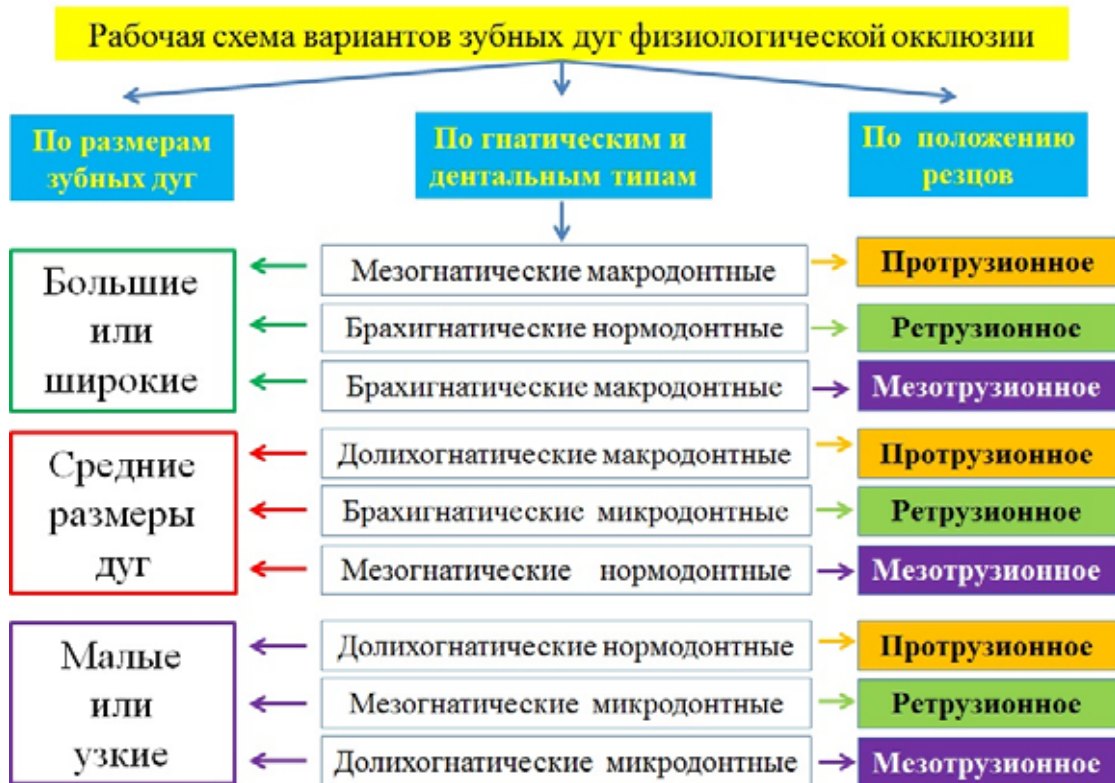 Рабочая схема вариантов зубных дуг физиологической окклюзии
По размерам
зубных дуг
По гнатическим и
дентальным типам
По положению
резцов
Большие
или
широкие
Мезогнатические макродонтные
Протрузионное
Брахигнатические нормодонтные
Ретрузионное
Брахигнатические макродонтные
Мезотрузионное
Средние
размеры
дуг
Долихогнатические макродонтные
Протрузионное
Брахигнатические микродонтные
Ретрузионное
Мезогнатические нормодонтные
Мезотрузионное
Малые
или
узкие
Долихогнатические нормодонтные
Протрузионное
Мезогнатические микродонтные
Ретрузионное
Долихогнатические микродонтные
Мезотрузионное